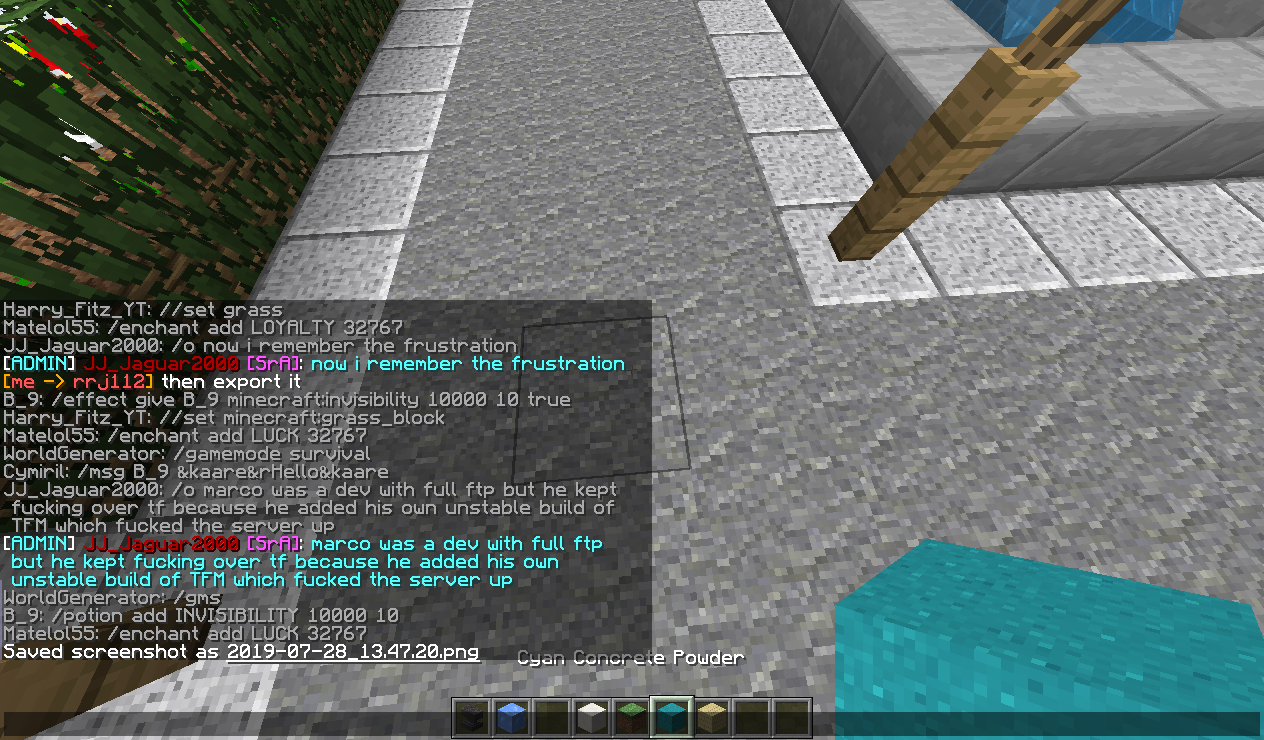 Harry_Fitz_YT: //set grass
Matelol55: /enchant add LOYALTY 32767
JJ_Jaguar2000: /o now i remember the frustration
[ADMIN] JJ_Jaguar2000 [SrA]: now i remember the frustration
[me -> rrj112] then export it
B_9: /effect give B_9 minecraft:invisibility 10000 10 true
Harry_Fitz_YT: //set minecraft:grass_block
Matelol55: /enchant add LUCK 32767
WorldGenerator: /gamemode survival
Cymiril: /msg B_9 &kaare&rHello&kaare
JJ_Jaguar2000: /o marco was a dev with full ftp but he kept
fucking over tf because he added his own unstable build of
TFM which fucked the server up
[ADMIN] JJ_Jaguar2000 [SrA]: marco was a dev with full ftp
but he kept fucking over tf because he added his own
unstable build of TFM which fucked the server up
WorldGenerator: /gms
B_9: /potion add INVISIBILITY 10000 10
Matelol55: /enchant add LUCK 32767
Saved screenshot as 2019-07-28_13.47.20.png
Cyan Concrete Powder